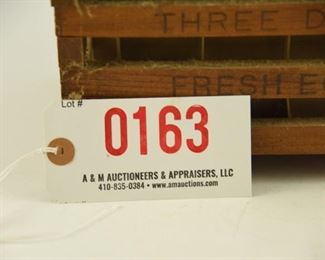 THREE D
FRESH E
Lot #
0163
A & M AUCTIONEERS & APPRAISERS, LLC
410-835-0384 • www.amauctions.com